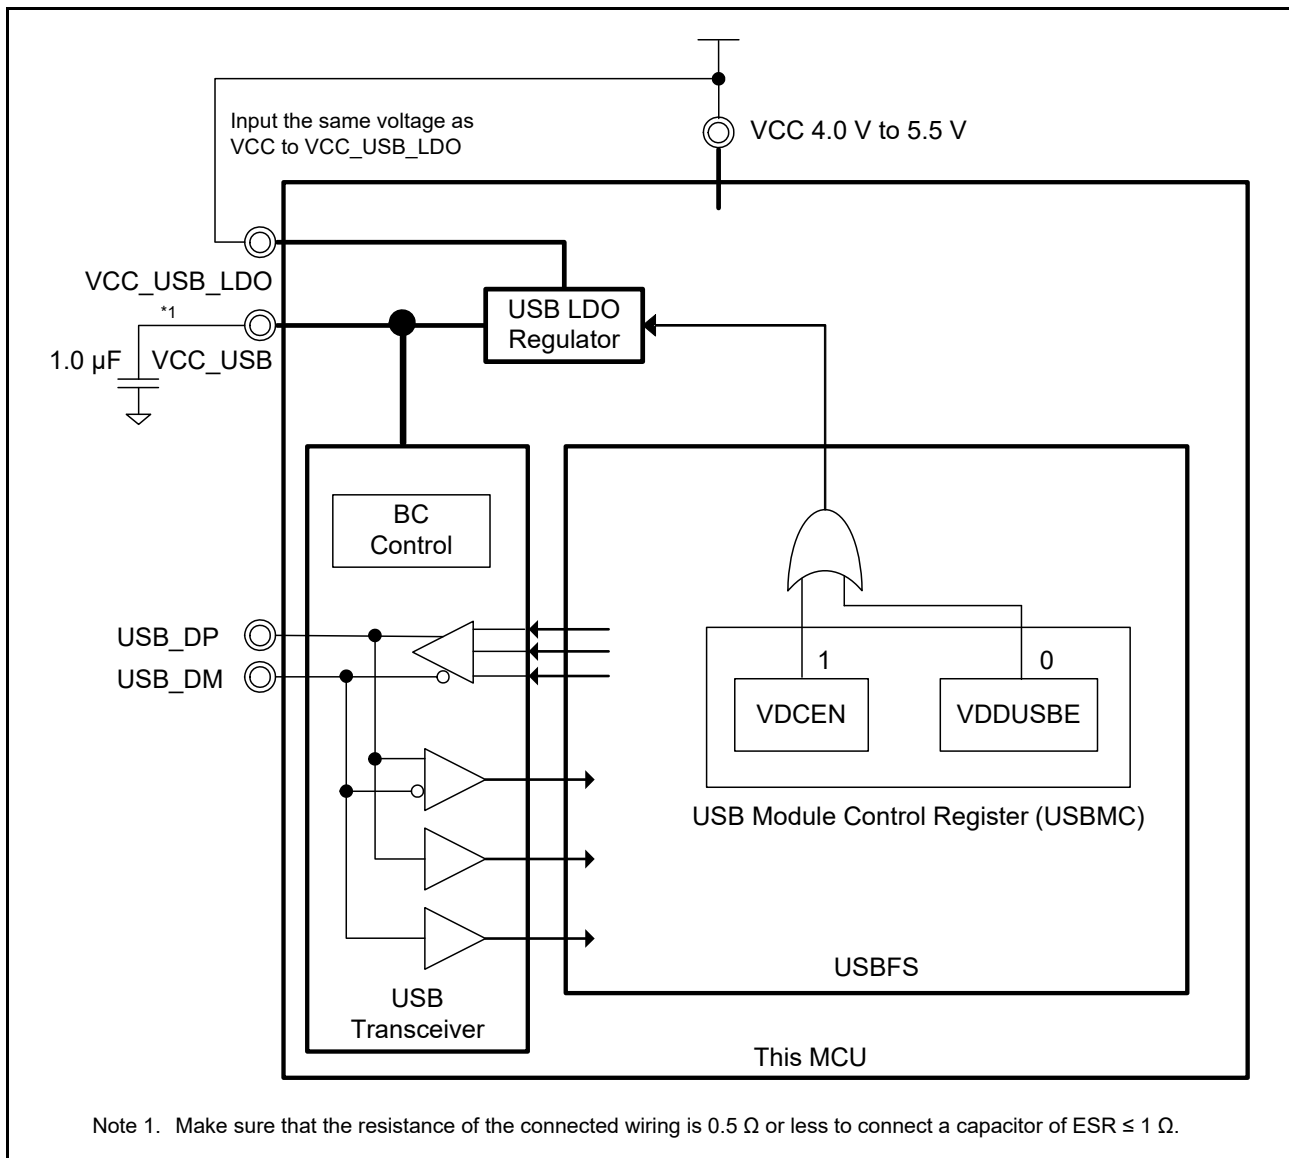 Input the same voltage as
VCC to VCC_USB_LDO
VCC 4.0 V to 5.5 V
VCC_USB_LDO
*1
1.0 µF
VCC_USB
USB LDO
Regulator
BC
Control
USB_DP
USB_DM
1
0
VDCEN
VDDUSBE
USB Module Control Register (USBMC)
USBFS
USB
Transceiver
This MCU
Note 1. Make sure that the resistance of the connected wiring is 0.5 Ω or less to connect a capacitor of ESR ≤ 1 Ω.